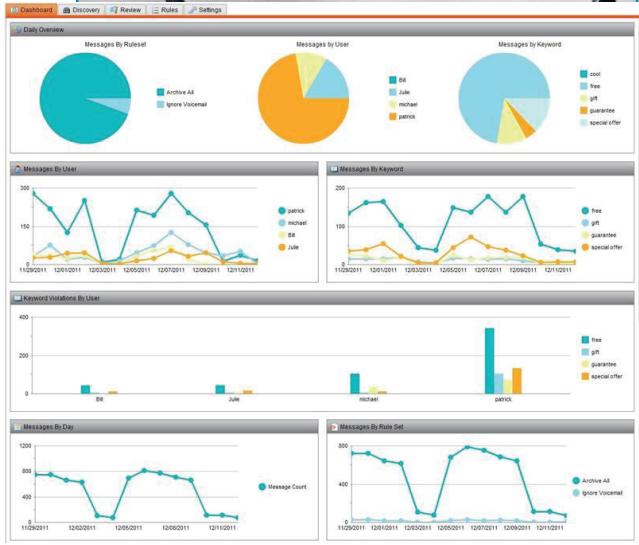 Dashboard Discovery Review Rules Settings
Daily Overview
Messages By Ruleset
Archive All
Ignore Voicemail
Messages by User
Bill
Julie
michael
patrick
Messages by Keyword
cool
free
gift
guarantee
special offer
Messages By User
300
150
0
11/29/2011 12/01/2011 12/03/2011 12/05/2011 12/07/2011 12/09/2011 12/11/2011
patrick
michael
Bill
Julie
Messages By Keyword
200
100
0
11/29/2011 12/01/2011 12/03/2011 12/05/2011 12/07/2011 12/09/2011 12/11/2011
free
gift
guarantee
special offer
Keyword Violations By User
400
200
0
Bill Julie michael patrick
free
gift
guarantee
special offer
Messages By Day
1200
800
400
0
11/29/2011 12/02/2011 12/05/2011 12/08/2011 12/11/2011
Message Count
Messages By Rule Set
800
400
0
11/29/2011 12/01/2011 12/03/2011 12/05/2011 12/07/2011 12/09/2011 12/11/2011
Archive All
Ignore Voicemail